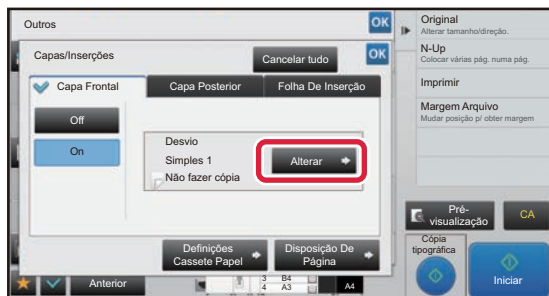 Outros
OK
Capas/Inserções
Cancelar tudo
OK
Capa Frontal
Capa Posterior
Folha De Inserção
Off
On
Desvio
Simples 1
Não fazer cópia
Alterar
Definições
Cassete Papel
Disposição De
Página
Anterior
3 B4
4 A3
A4
Original
Alterar tamanho/direção.
N-Up
Colocar várias pág. numa pág.
Imprimir
Margem Arquivo
Mudar posição p/ obter margem
Pré-
visualização
CA
Cópia
tipográfica
Iniciar